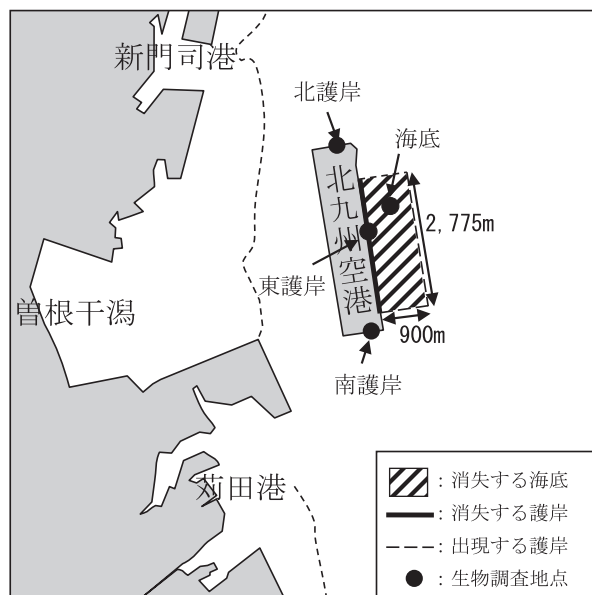 新門司港
北護岸
海底
北九州空港
2,775m
東護岸
曽根干潟
900m
南護岸
苅田港
：消失する海底
：消失する護岸
：出現する護岸
：生物調査地点